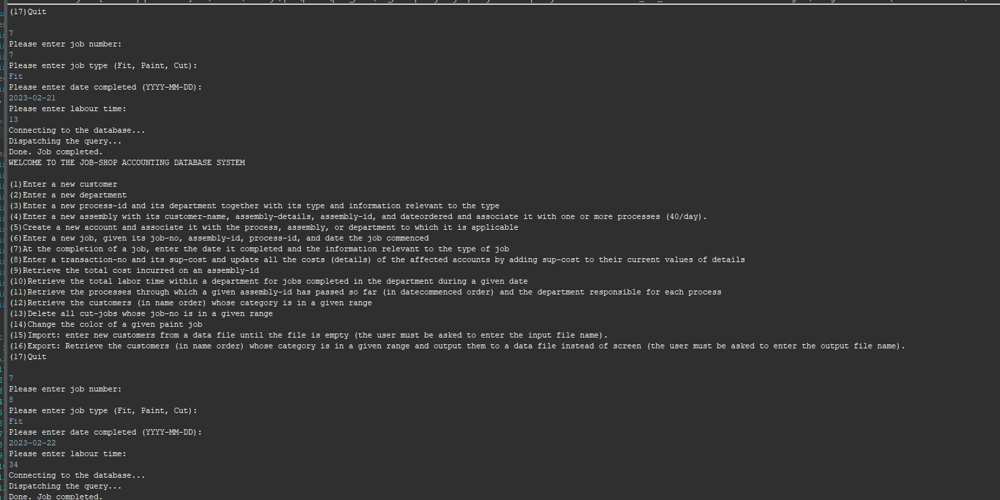 (17)Quit
7
Please enter job number:
7
Please enter job type (Fit, Paint, Cut):
Fit
Please enter date completed (YYYY-MM-DD):
2023-02-21
Please enter labour time:
13
Connecting to the database...
Dispatching the query...
Done. Job completed.
WELCOME TO THE JOB-SHOP ACCOUNTING DATABASE SYSTEM
(1)Enter a new customer
(2)Enter a new department
(3)Enter a new process-id and its department together with its type and information relevant to the type
(4)Enter a new assembly with its customer-name, assembly-details, assembly-id, and dateordered and associate it with one or more processes (40/day).
(5)Create a new account and associate it with the process, assembly, or department to which it is applicable
(6)Enter a new job, given its job-no, assembly-id, process-id, and date the job commenced
(7)At the completion of a job, enter the date it completed and the information relevant to the type of job
(8)Enter a transaction-no and its sup-cost and update all the costs (details) of the affected accounts by adding sup-cost to their current values of details
(9)Retrieve the total cost incurred on an assembly-id
(10)Retrieve the total labor time within a department for jobs completed in the department during a given date
(11)Retrieve the processes through which a given assembly-id has passed so far (in datecommenced order) and the department responsible for each process
(12)Retrieve the customers (in name order) whose category is in a given range
(13)Delete all cut-jobs whose job-no is in a given range
(14)Change the color of a given paint job
(15)Import: enter new customers from a data file until the file is empty (the user must be asked to enter the input file name).
(16)Export: Retrieve the customers (in name order) whose category is in a given range and output them to a data file instead of screen (the user must be asked to enter the output file name).
(17)Quit
7
Please enter job number:
8
Please enter job type (Fit, Paint, Cut):
Fit
Please enter date completed (YYYY-MM-DD):
2023-02-22
Please enter labour time:
34
Connecting to the database...
Dispatching the query...
Done. Job completed.